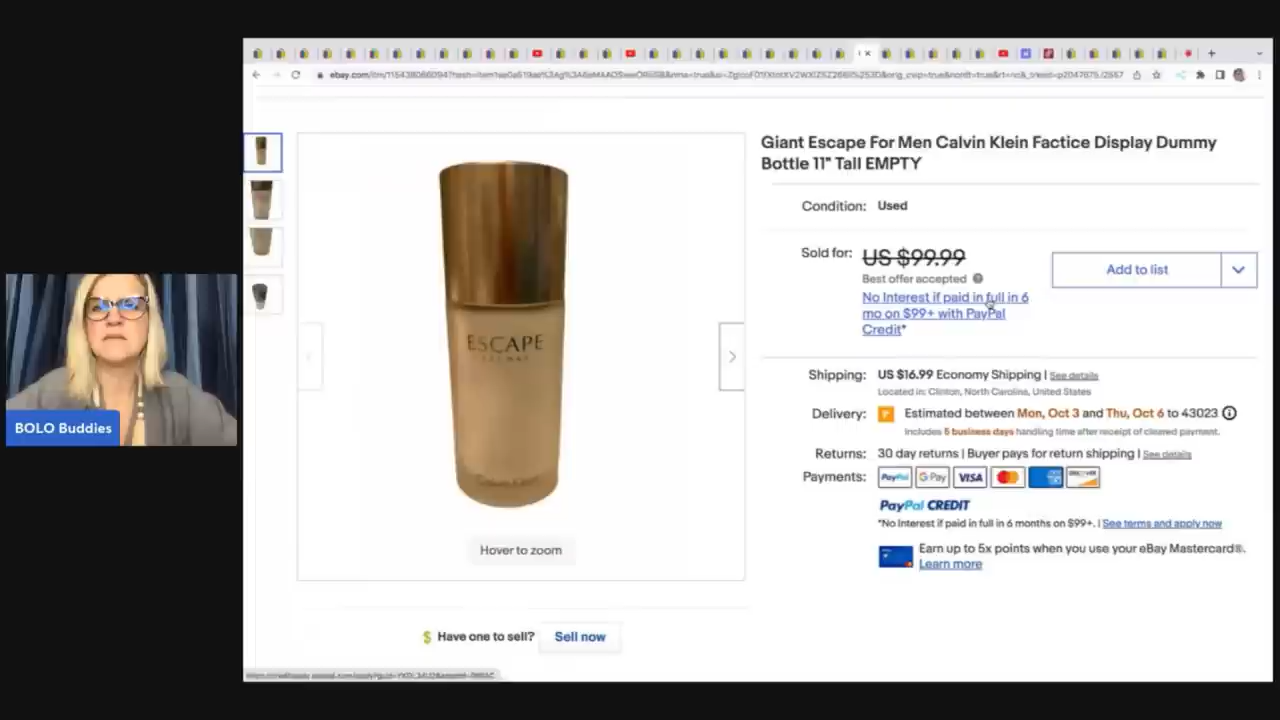 Giant Escape For Men Calvin Klein Factice Display Dummy
Bottle 11" Tall EMPTY
Condition: Used
Sold for: US $99.99
Add to list
Best offer accepted
No Interest if paid in full in 6
mo on $99+ with PayPal
Credit*
ESCAPE
Calvin Klein
Shipping: US $16.99 Economy Shipping | See details
Located in: Clinton, North Carolina, United States
Delivery: Estimated between Mon, Oct 3 and Thu, Oct 6 to 43023
Includes 5 business days handling time after receipt of cleared payment.
Returns: 30 day returns | Buyer pays for return shipping | See details
Payments: PayPal G Pay VISA DISCOVER
PayPal CREDIT
*No Interest if paid in full in 6 months on $99+. | See terms and apply now
Earn up to 5x points when you use your eBay Mastercard®.
Learn more
Hover to zoom
$ Have one to sell? Sell now
BOLO Buddies